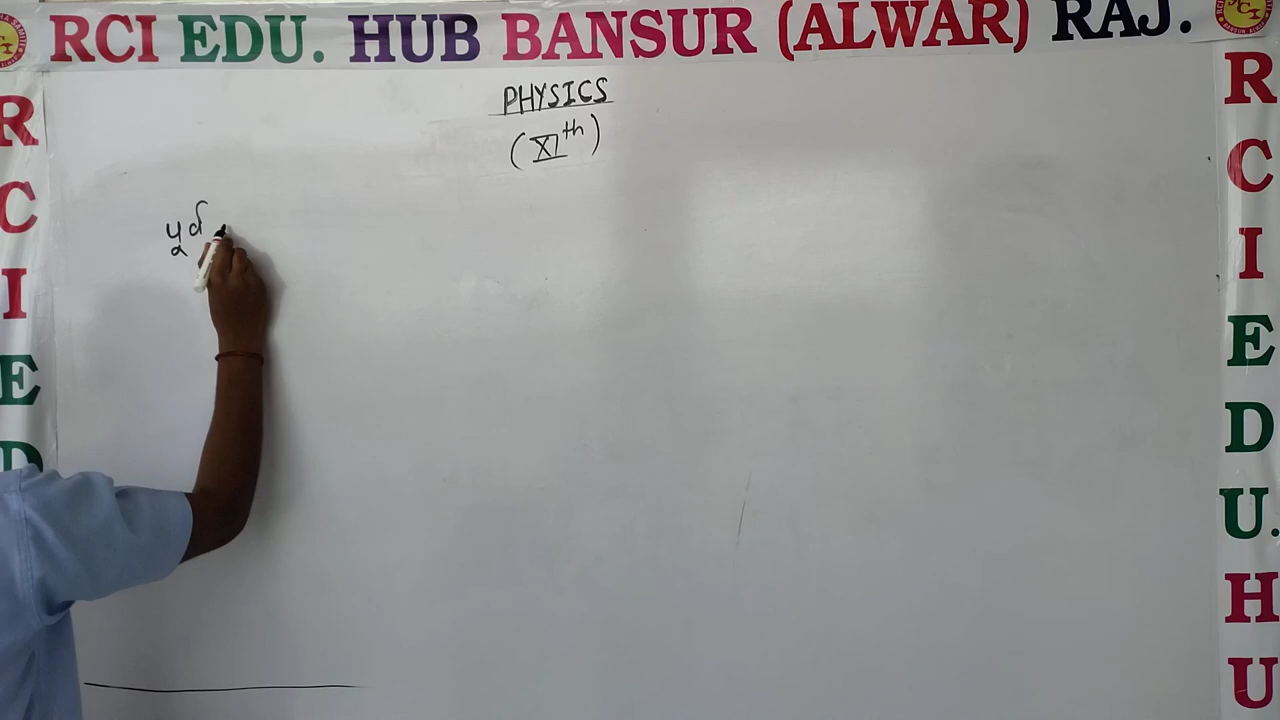 RCI EDU. HUB BANSUR (ALWAR) RAJ.
PHYSICS
(XIth)
R
C
I
E
D
R
C
I
E
D
U.
H
U